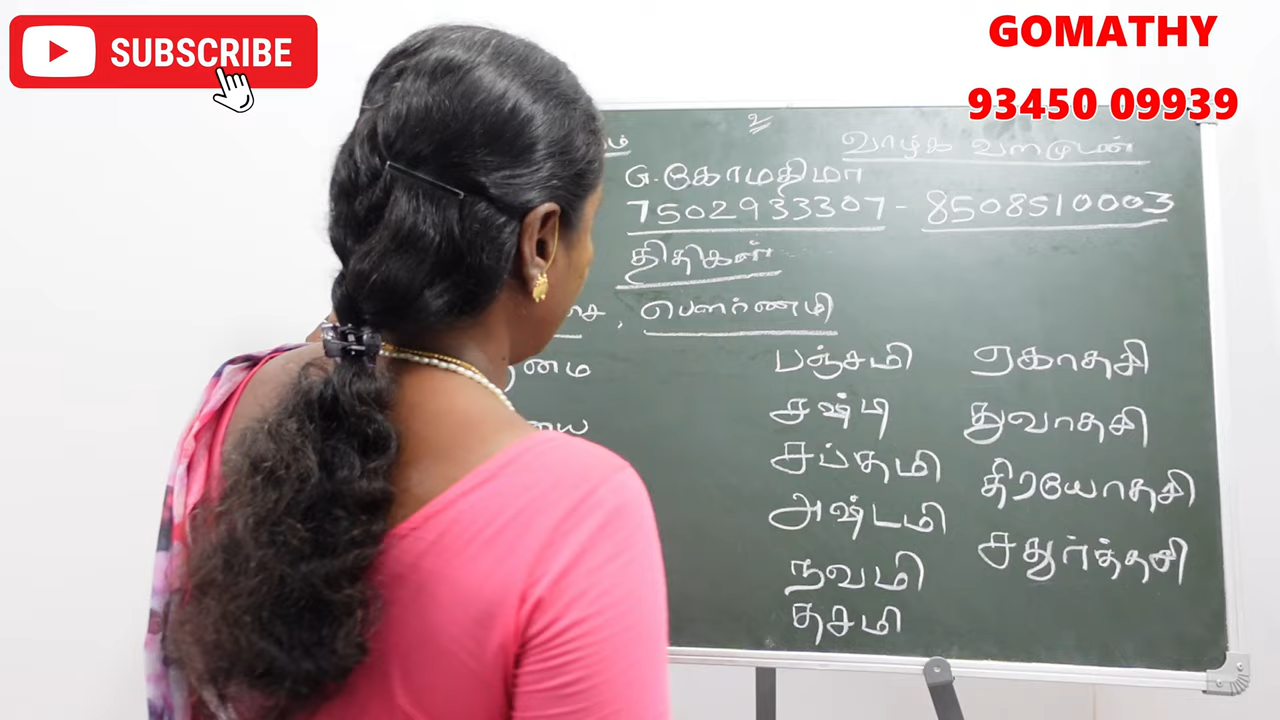 SUBSCRIBE
GOMATHY
93450 09939
உ
வாழ்க வளமுடன்
G.கோமதிமா
7502933307 - 8508510003
திதிகள்
, பௌர்ணமி
பஞ்சமி
சஷ்டி
சப்தமி
அஷ்டமி
நவமி
தசமி
ஏகாதசி
துவாதசி
திரயோதசி
சதுர்த்தசி